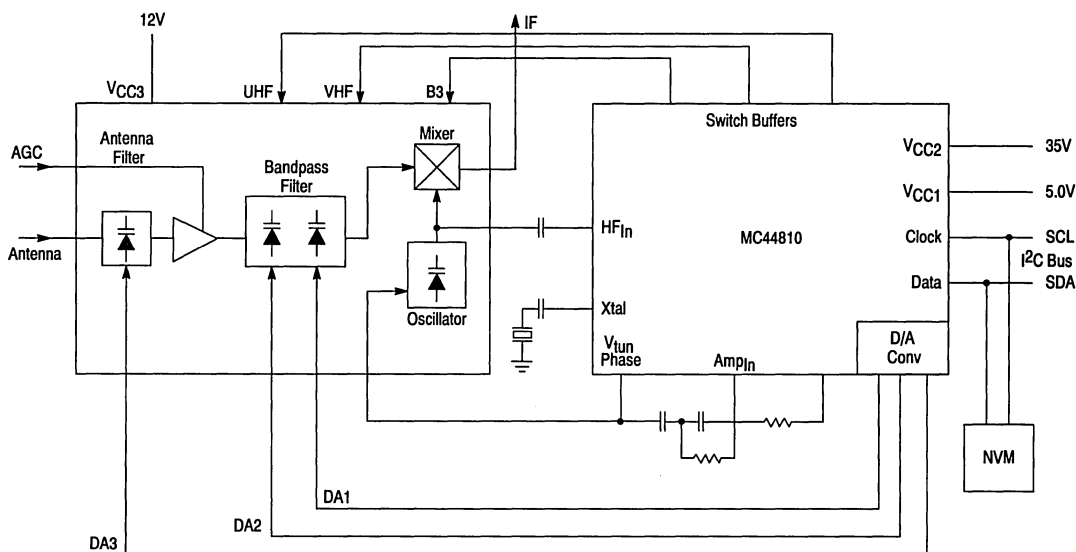 12V
IF
VCC3
UHF
VHF
B3
AGC
Antenna
Filter
Bandpass
Filter
Mixer
Antenna
Oscillator
Switch Buffers
VCC2
35V
VCC1
5.0V
HFIn
MC44810
Clock
SCL
I2C Bus
Data
SDA
Xtal
Vtun
Phase
AmpIn
D/A
Conv
NVM
DA1
DA2
DA3